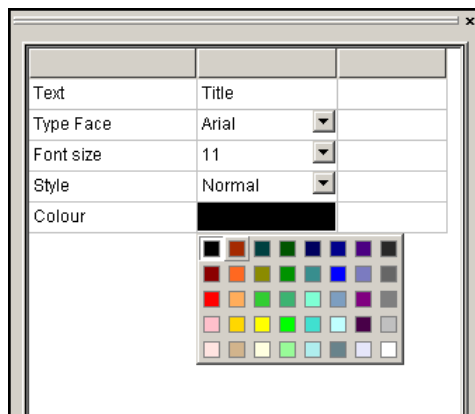 Text Title
Type Face Arial
Font size 11
Style Normal
Colour